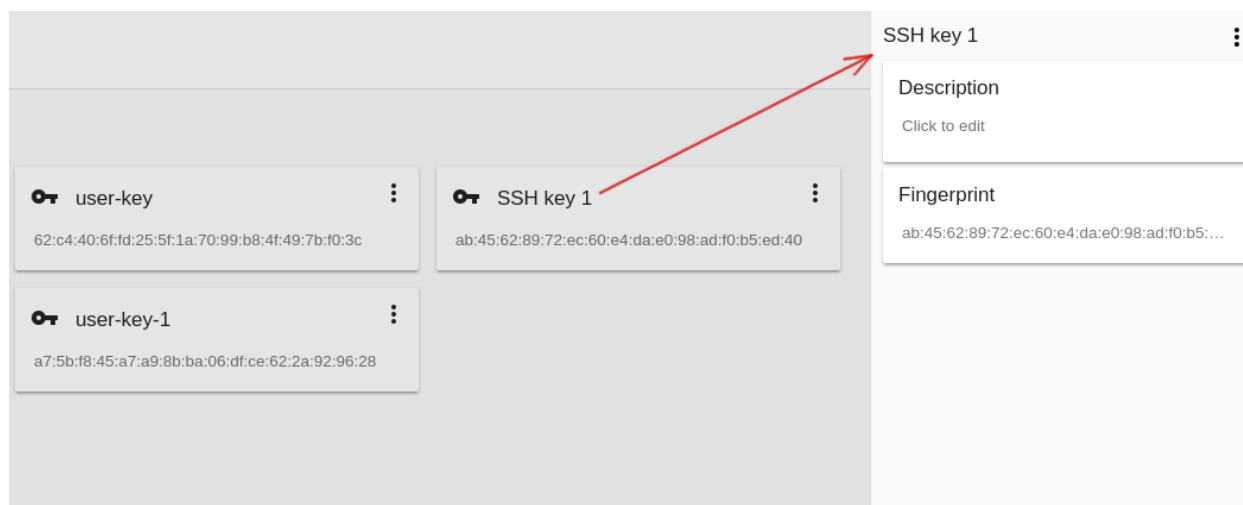 SSH key 1
Description
Click to edit
user-key
SSH key 1
Fingerprint
62:c4:40:6f:fd:25:5f:1a:70:99:b8:4f:49:7b:f0:3c
ab:45:62:89:72:ec:60:e4:da:e0:98:ad:f0:b5:ed:40
ab:45:62:89:72:ec:60:e4:da:e0:98:ad:f0:b5:...
user-key-1
a7:5b:f8:45:a7:a9:8b:ba:06:df:ce:62:2a:92:96:28